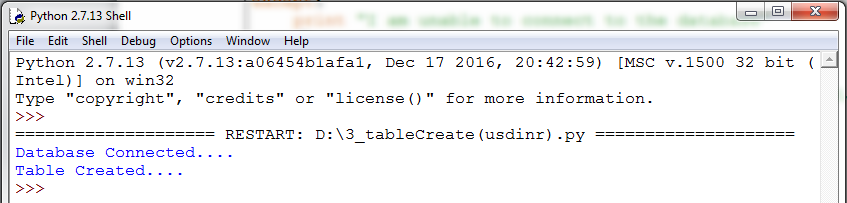 print "I am unable to connect to the database"
Python 2.7.13 Shell
File Edit Shell Debug Options Window Help
Python 2.7.13 (v2.7.13:a06454b1afa1, Dec 17 2016, 20:42:59) [MSC v.1500 32 bit (
Intel)] on win32
Type "copyright", "credits" or "license()" for more information.
>>>
==================== RESTART: D:\3_tableCreate(usdinr).py ====================
Database Connected....
Table Created....
>>>